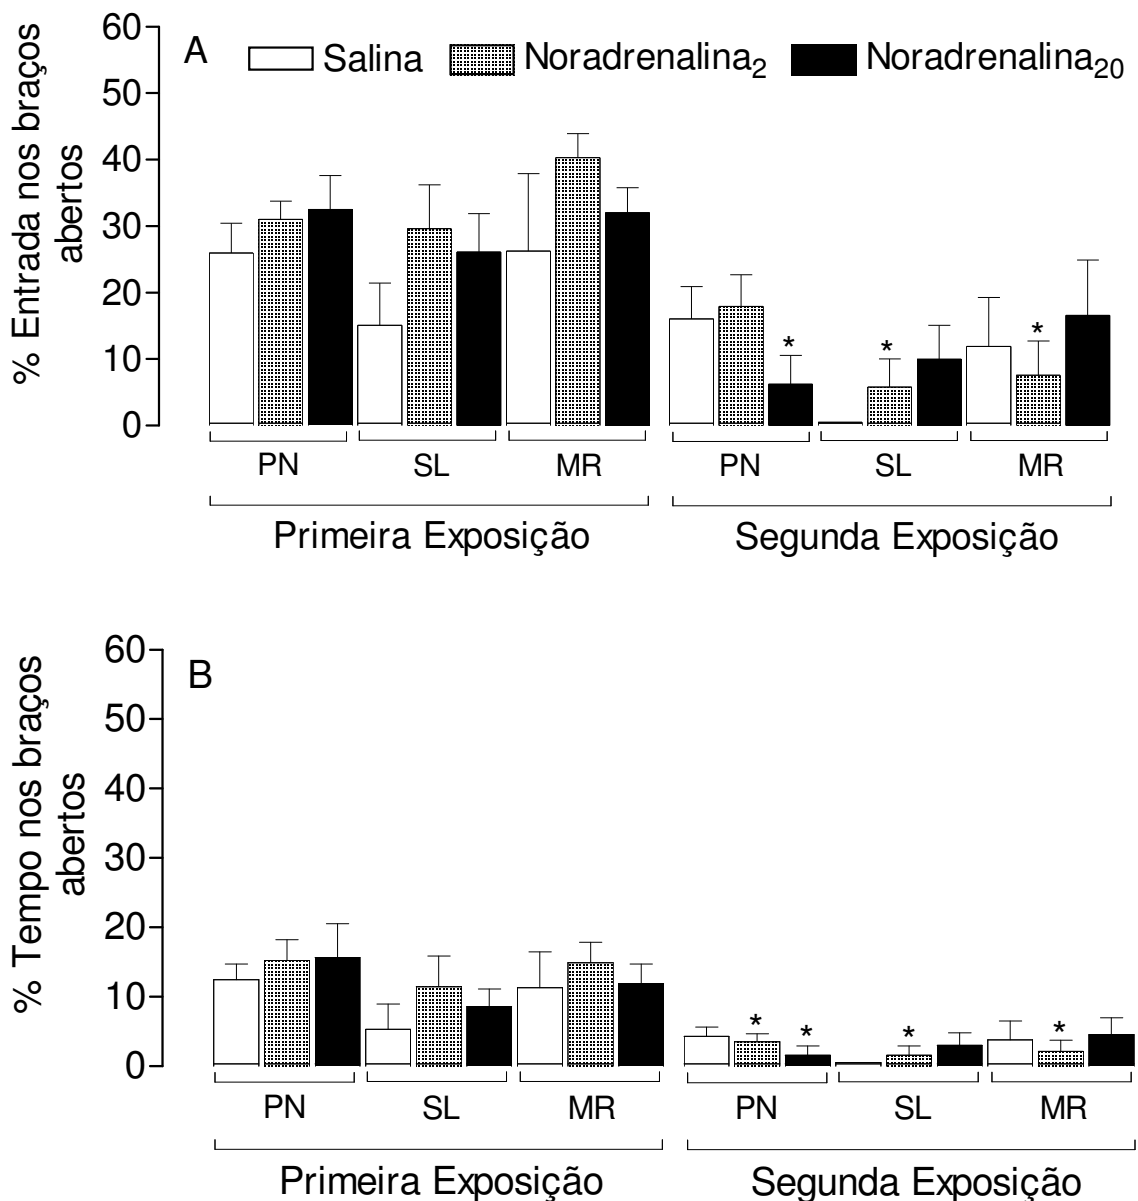 % Entrada nos braços
abertos
60
50
40
30
20
10
0
A
Salina
Noradrenalina2
Noradrenalina20
*
*
*
PN
SL
MR
PN
SL
MR
Primeira Exposição
Segunda Exposição
% Tempo nos braços
abertos
60
50
40
30
20
10
0
B
*
*
*
*
PN
SL
MR
PN
SL
MR
Primeira Exposição
Segunda Exposição